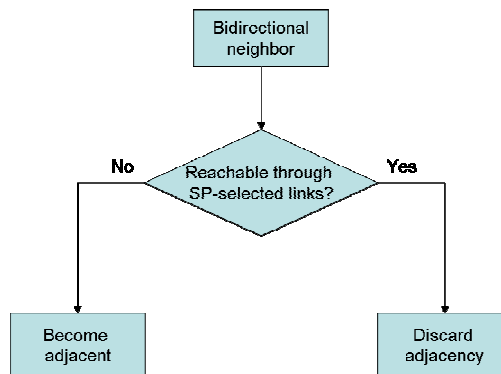 Bidirectional
neighbor
No
Yes
Reachable through
SP-selected links?
Become
adjacent
Discard
adjacency